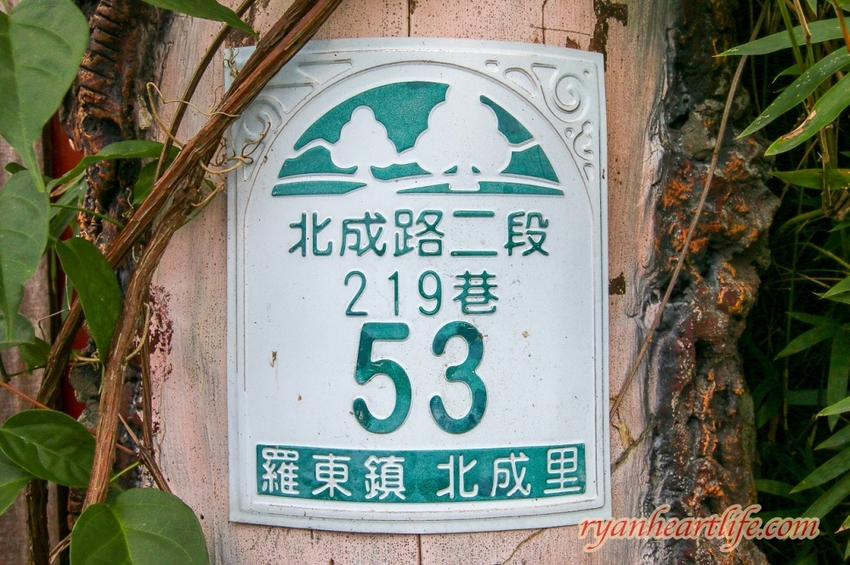 北成路二段
219巷
53
羅東鎮 北成里
ryanheartlife.com